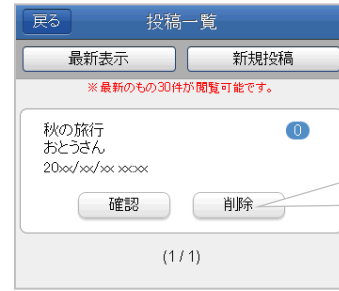 戻る 投稿一覧
最新表示 新規投稿
※最新のもの30件が閲覧可能です。
秋の旅行 0
おとうさん
20xx/xx/xx xx:xx
確認 削除
(1 / 1)